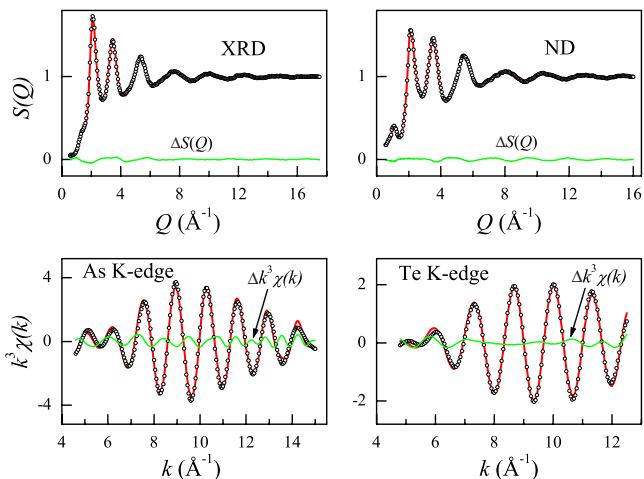 XRD
S(Q)
1
0
ΔS(Q)
0 4 8 12 16
Q (Å⁻¹)
ND
1
0
ΔS(Q)
0 4 8 12 16
Q (Å⁻¹)
As K-edge
Δk³χ(k)
k³χ(k)
4
0
-4
4 6 8 10 12 14
k (Å⁻¹)
Te K-edge
Δk³χ(k)
2
0
-2
4 6 8 10 12
k (Å⁻¹)